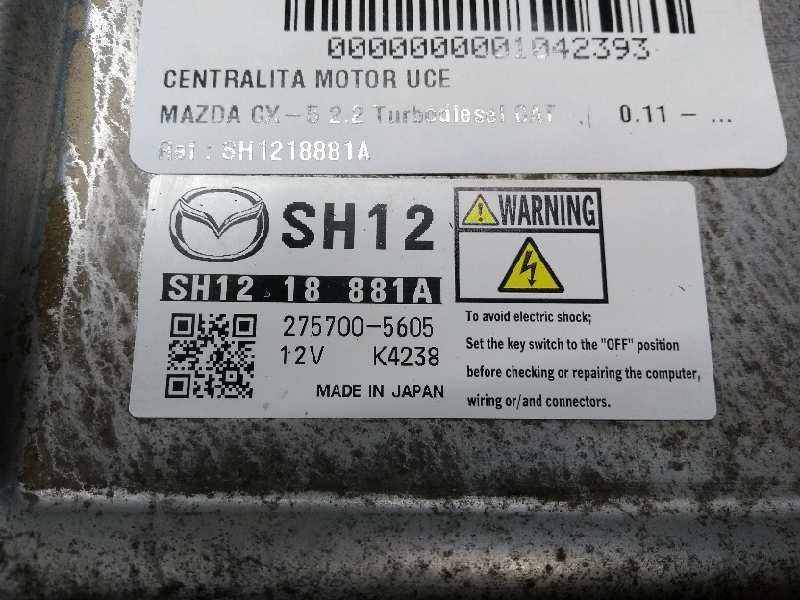 0000000001042393
CENTRALITA MOTOR UCE
MAZDA CX-5 2.2 Turbodiesel CAT 0.11 - ...
Ref : SH1218881A
SH12
WARNING
SH12 18 881A
275700-5605
12V K4238
MADE IN JAPAN
To avoid electric shock;
Set the key switch to the "OFF" position
before checking or repairing the computer,
wiring or/and connectors.